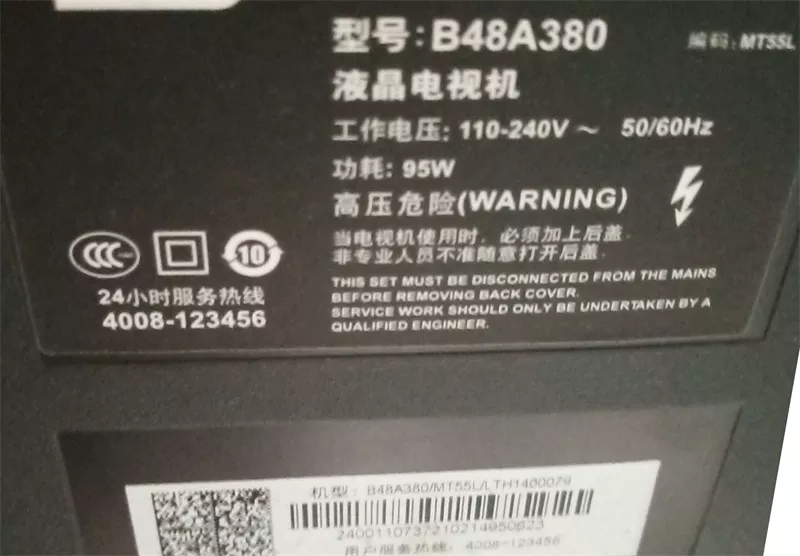 型号:B48A380
编码:MT55L
液晶电视机
工作电压: 110-240V ～ 50/60Hz
功耗: 95W
高压危险(WARNING)
当电视机使用时, 必须加上后盖.
非专业人员不准随意打开后盖.
THIS SET MUST BE DISCONNECTED FROM THE MAINS
BEFORE REMOVING BACK COVER.
SERVICE WORK SHOULD ONLY BE UNDERTAKEN BY A
QUALIFIED ENGINEER.
CCC
10
24小时服务热线
4008-123456
机型: B48A380/MT55L/LTH1400079
2400110737210214950623
用户服务热线: 4008-123456